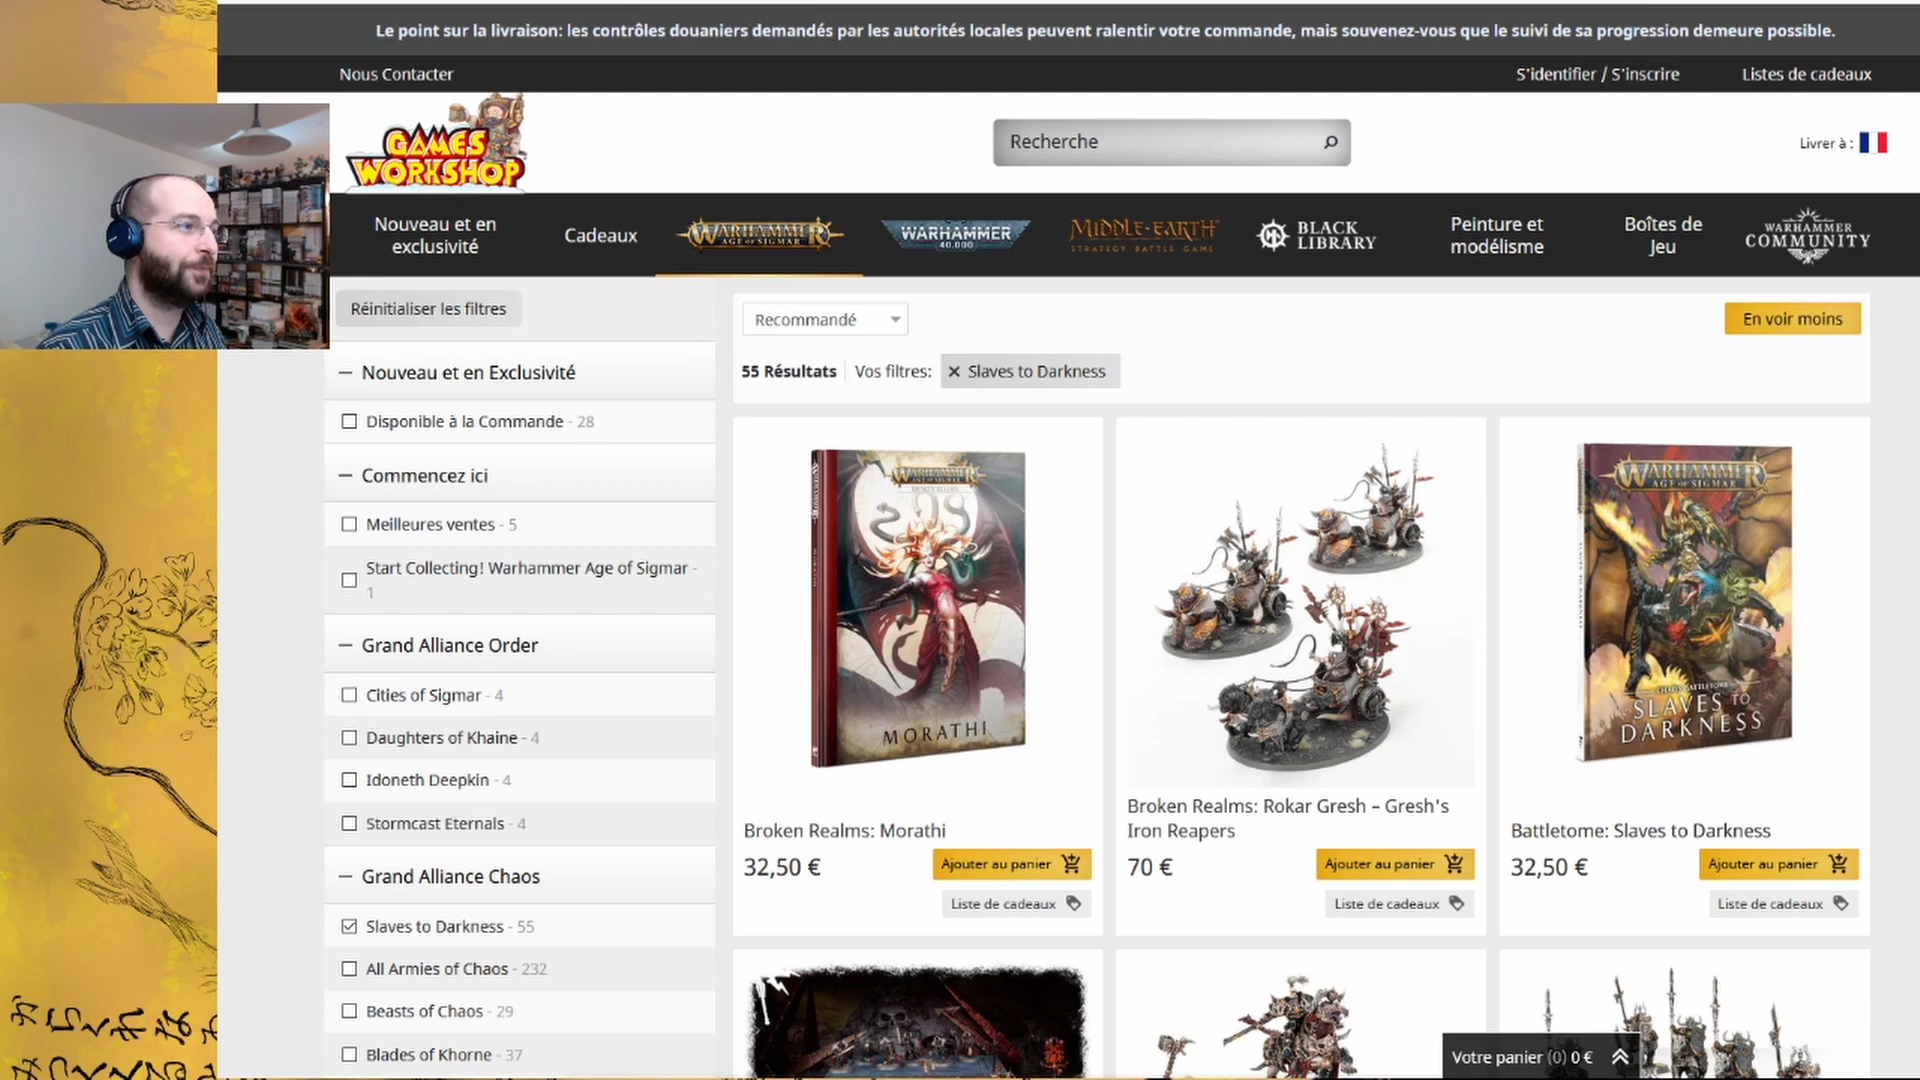 Le point sur la livraison: les contrôles douaniers demandés par les autorités locales peuvent ralentir votre commande, mais souvenez-vous que le suivi de sa progression demeure possible.
Nous Contacter
S'identifier / S'inscrire
Listes de cadeaux
GAMES
WORKSHOP
Recherche
Livrer à :
Nouveau et en
exclusivité
Cadeaux
WARHAMMER
AGE OF SIGMAR
WARHAMMER
40,000
MIDDLE-EARTH
STRATEGY BATTLE GAME
BLACK
LIBRARY
Peinture et
modélisme
Boîtes de
Jeu
WARHAMMER
COMMUNITY
Réinitialiser les filtres
Nouveau et en Exclusivité
Disponible à la Commande - 28
Commencez ici
Meilleures ventes - 5
Start Collecting! Warhammer Age of Sigmar -
1
Grand Alliance Order
Cities of Sigmar - 4
Daughters of Khaine - 4
Idoneth Deepkin - 4
Stormcast Eternals - 4
Grand Alliance Chaos
Slaves to Darkness - 55
All Armies of Chaos - 232
Beasts of Chaos - 29
Blades of Khorne - 37
Recommandé
En voir moins
55 Résultats
Vos filtres:
Slaves to Darkness
WARHAMMER
AGE OF SIGMAR
BROKEN REALMS
MORATHI
Broken Realms: Morathi
32,50 €
Ajouter au panier
Liste de cadeaux
Broken Realms: Rokar Gresh – Gresh's
Iron Reapers
70 €
Ajouter au panier
Liste de cadeaux
WARHAMMER
AGE OF SIGMAR
CHAOS BATTLETOME
SLAVES TO
DARKNESS
Battletome: Slaves to Darkness
32,50 €
Ajouter au panier
Liste de cadeaux
Votre panier (0) 0 €